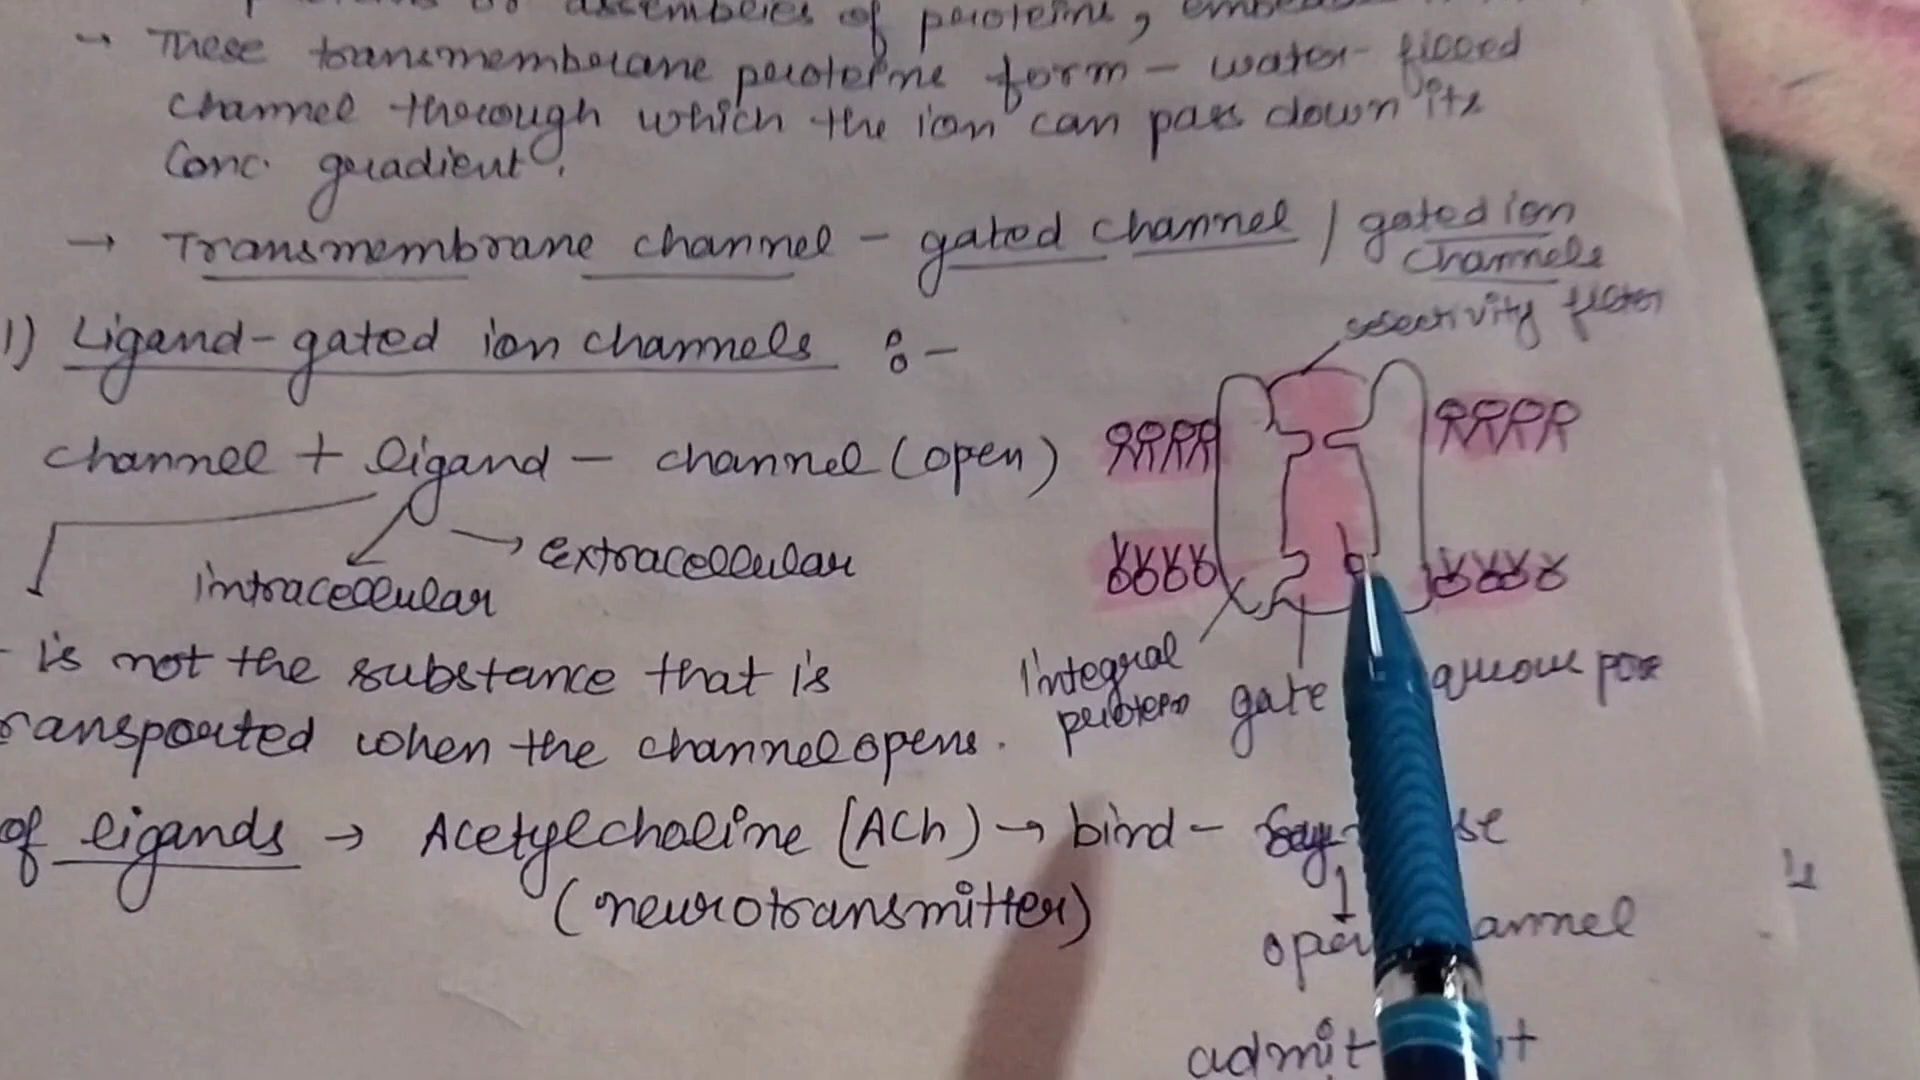 assemblies of proteins,
→ These transmembrane proteins form - water-filled
channel through which the ion can pass down its
Conc. gradient.
→ Transmembrane channel - gated channel / gated ion
channels
selectivity filter
1) Ligand-gated ion channels :-
channel + ligand - channel (open)
intracellular
extracellular
is not the substance that is
ransported when the channel opens.
integral
protein
gate
aqueous pore
of ligands → Acetylcholine (ACh) → bind -
(neurotransmitter)
open
annel
admit